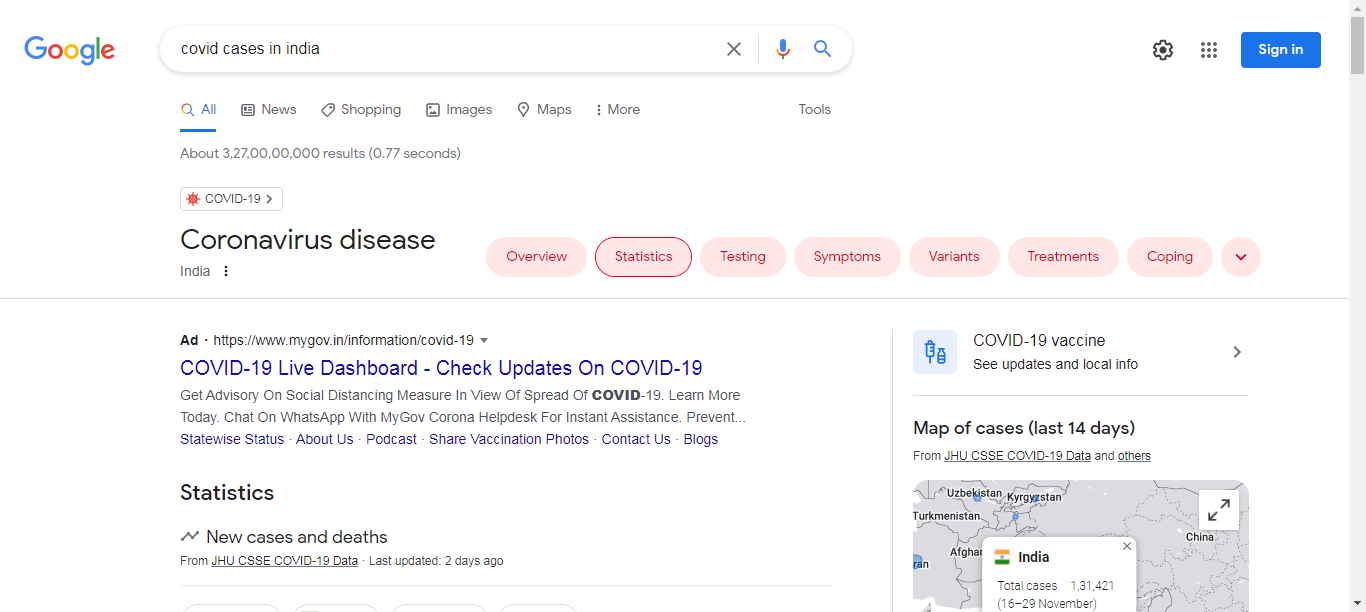 Google
covid cases in india
Sign in
All News Shopping Images Maps More Tools
About 3,27,00,00,000 results (0.77 seconds)
COVID-19
Coronavirus disease
India
Overview Statistics Testing Symptoms Variants Treatments Coping
Ad · https://www.mygov.in/information/covid-19
COVID-19 Live Dashboard - Check Updates On COVID-19
Get Advisory On Social Distancing Measure In View Of Spread Of COVID-19. Learn More
Today. Chat On WhatsApp With MyGov Corona Helpdesk For Instant Assistance. Prevent...
Statewise Status · About Us · Podcast · Share Vaccination Photos · Contact Us · Blogs
Statistics
New cases and deaths
From JHU CSSE COVID-19 Data · Last updated: 2 days ago
COVID-19 vaccine
See updates and local info
Map of cases (last 14 days)
From JHU CSSE COVID-19 Data and others
Uzbekistan
Kyrgyzstan
Turkmenistan
China
Afghan
ran
India
Total cases 1,31,421
(16–29 November)